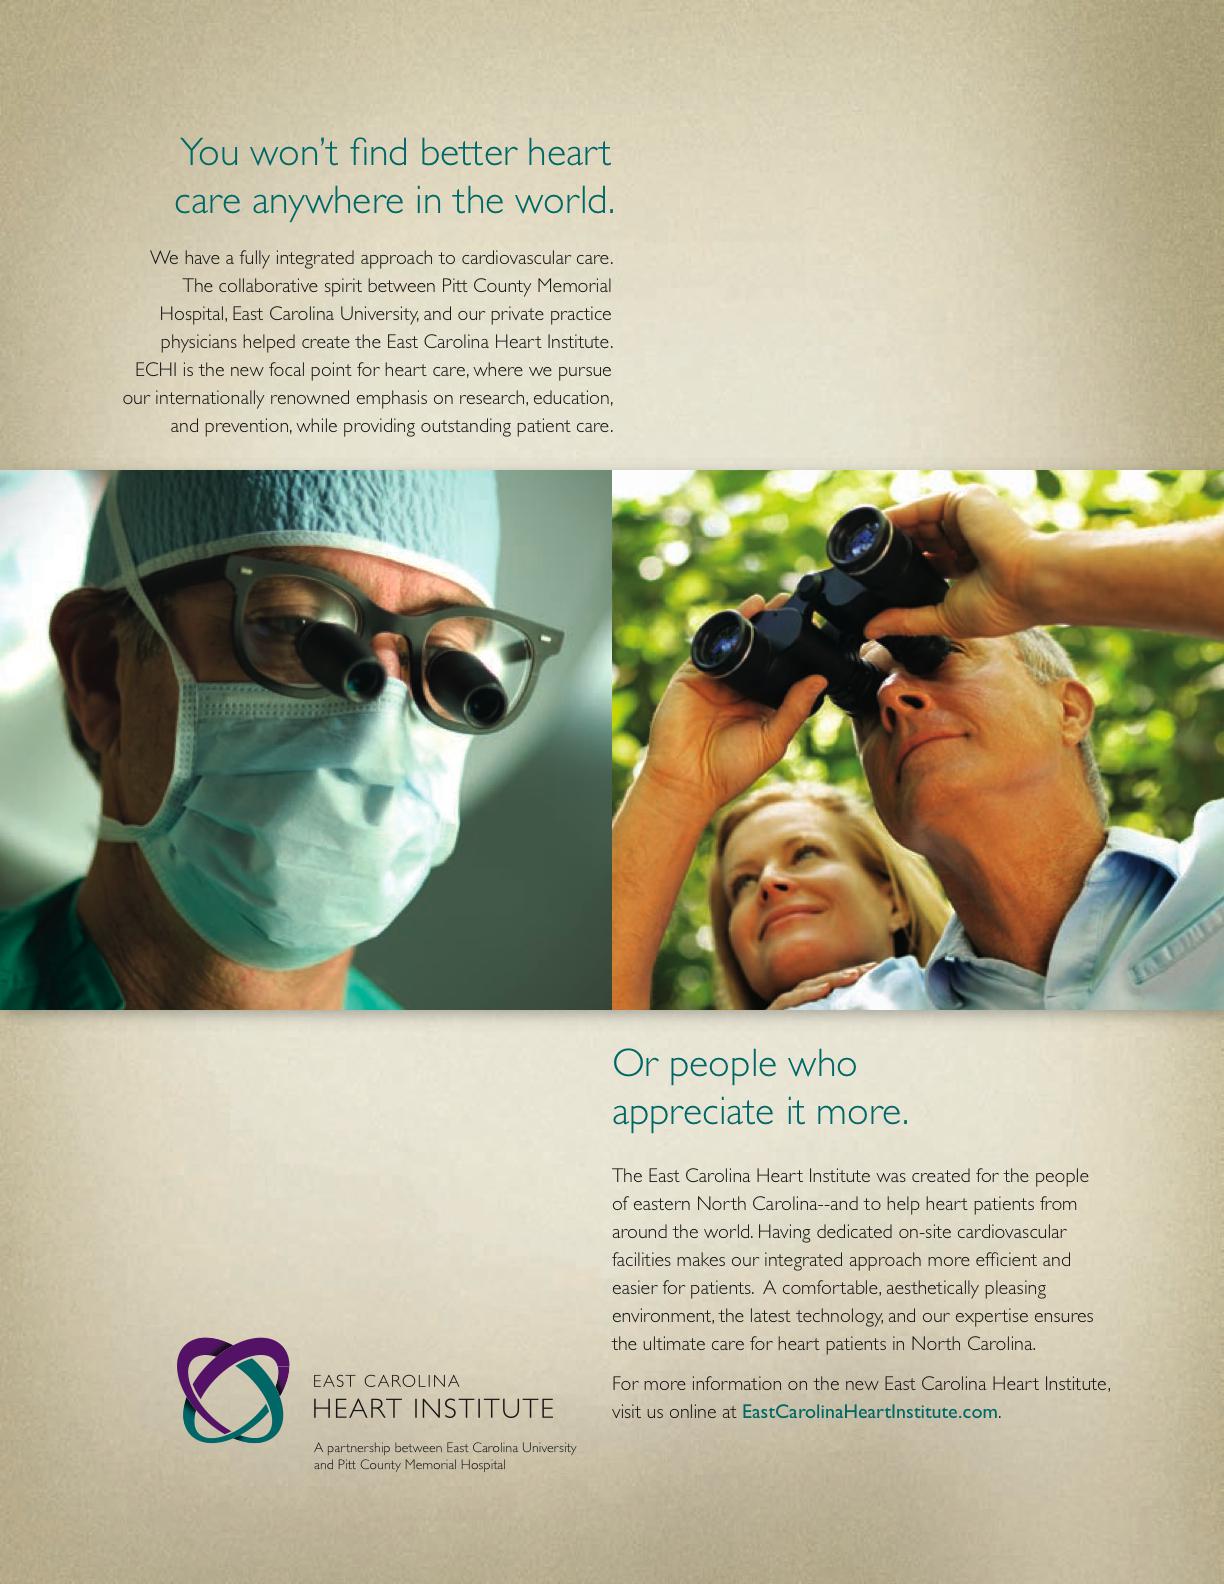 You won’t find better heart
care anywhere in the world.
We have a fully integrated approach to cardiovascular care.
The collaborative spirit between Pitt County Memorial
Hospital, East Carolina University, and our private practice
physicians helped create the East Carolina Heart Institute.
ECHI is the new focal point for heart care, where we pursue
our internationally renowned emphasis on research, education,
and prevention, while providing outstanding patient care.
Or people who
appreciate it more.
The East Carolina Heart Institute was created for the people
of eastern North Carolina--and to help heart patients from
around the world. Having dedicated on-site cardiovascular
facilities makes our integrated approach more efficient and
easier for patients.  A comfortable, aesthetically pleasing
environment, the latest technology, and our expertise ensures
the ultimate care for heart patients in North Carolina.
For more information on the new East Carolina Heart Institute,
visit us online at EastCarolinaHeartInstitute.com.
EAST CAROLINA
HEART INSTITUTE
A partnership between East Carolina University
and Pitt County Memorial Hospital